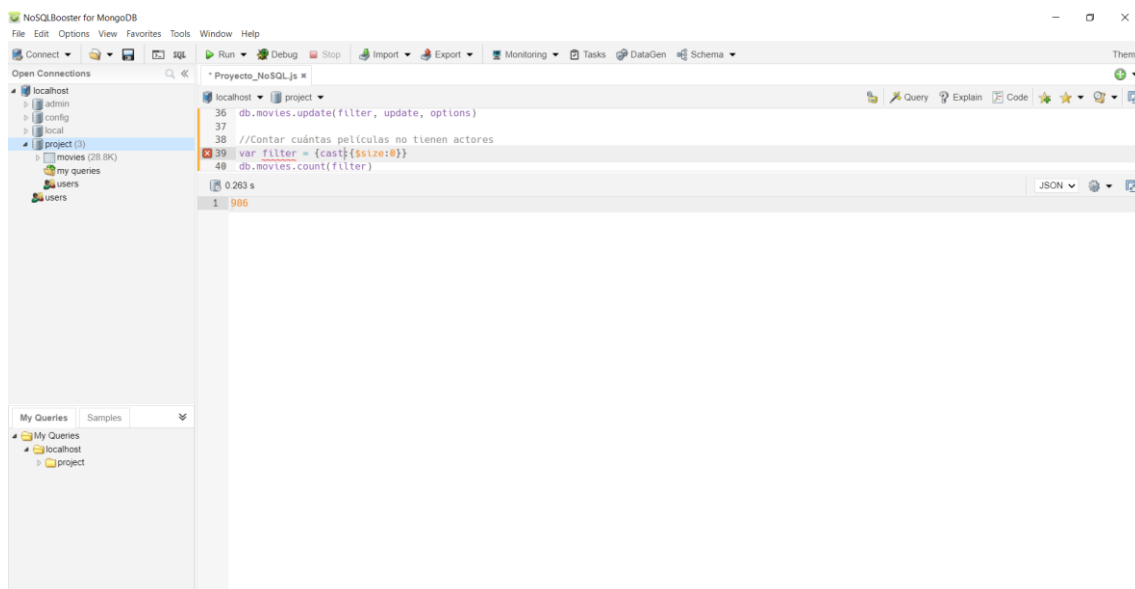 NoSQLBooster for MongoDB
File Edit Options View Favorites Tools Window Help
Connect SQL Run Debug Stop Import Export Monitoring Tasks DataGen Schema Them
Open Connections
* Proyecto_NoSQL.js
localhost
admin
config
local
project (3)
movies (28.8K)
my queries
users
users
localhost project Query Explain Code
36 db.movies.update(filter, update, options)
37
38 //Contar cuántas películas no tienen actores
39 var filter = {cast:{$size:0}}
40 db.movies.count(filter)
0.263 s JSON
1 986
My Queries Samples
My Queries
localhost
project